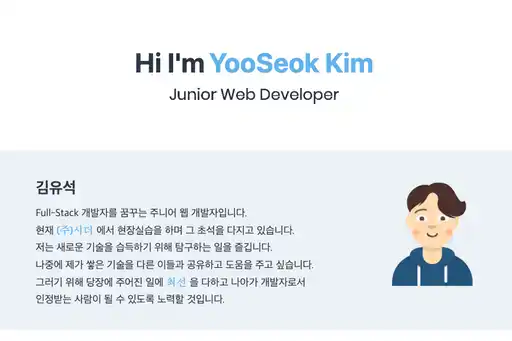 Hi I'm YooSeok Kim
Junior Web Developer
김유석
Full-Stack 개발자를 꿈꾸는 주니어 웹 개발자입니다.
현재 (주)시더 에서 현장실습을 하며 그 초석을 다지고 있습니다.
저는 새로운 기술을 습득하기 위해 탐구하는 일을 즐깁니다.
나중에 제가 쌓은 기술을 다른 이들과 공유하고 도움을 주고 싶습니다.
그러기 위해 당장에 주어진 일에 최선 을 다하고 나아가 개발자로서
인정받는 사람이 될 수 있도록 노력할 것입니다.